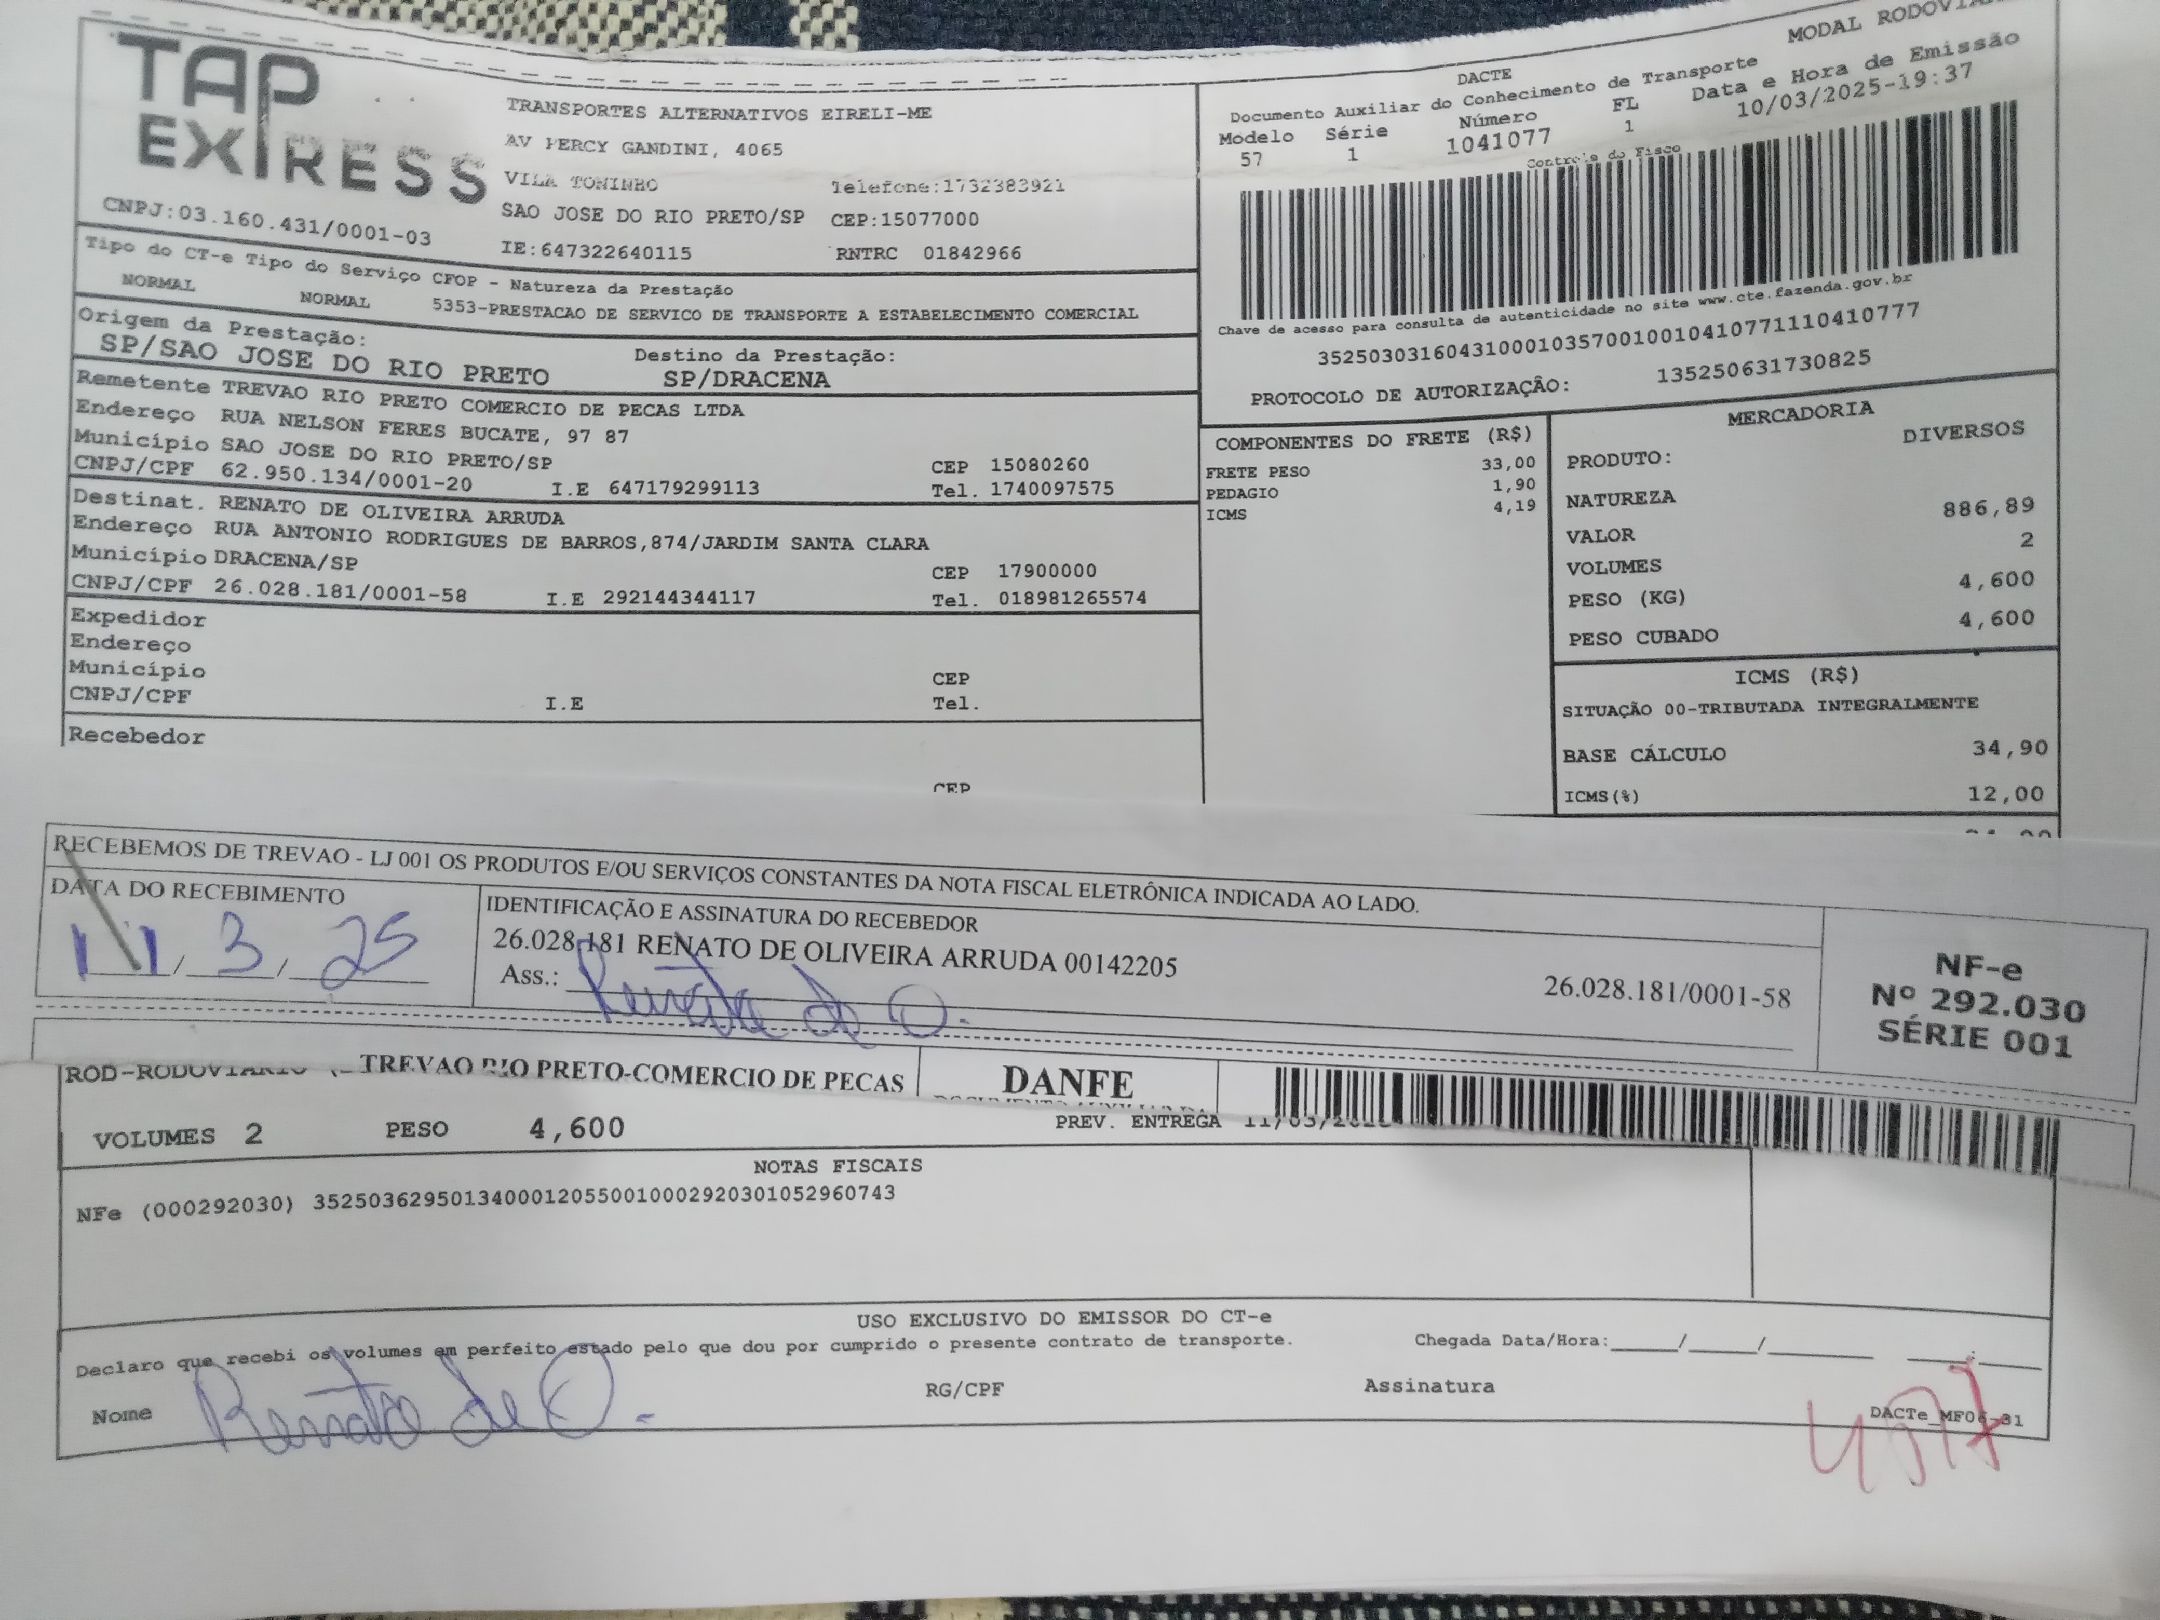 TAP EXPRESS
CNPJ:03.160.431/0001-03
TRANSPORTES ALTERNATIVOS EIRELI-ME
AV PERCY GANDINI, 4065
VILA TONINHO Telefone:1732383921
SAO JOSE DO RIO PRETO/SP CEP:15077000
IE:647322640115 RNTRC 01842966
DACTE MODAL
Documento Auxiliar do Conhecimento de Transporte
Modelo Série Número FL Data e Hora de Emissão
57 1 1041077 1 10/03/2025-19:37
Controle do Fisco
Chave de acesso para consulta de autenticidade no site www.cte.fazenda.gov.br
35250303160431000103570010010410771110410777
PROTOCOLO DE AUTORIZAÇÃO: 135250631730825
Tipo do CT-e Tipo do Serviço CFOP - Natureza da Prestação
NORMAL NORMAL 5353-PRESTACAO DE SERVICO DE TRANSPORTE A ESTABELECIMENTO COMERCIAL
Origem da Prestação: Destino da Prestação:
SP/SAO JOSE DO RIO PRETO SP/DRACENA
Remetente TREVAO RIO PRETO COMERCIO DE PECAS LTDA
Endereço RUA NELSON FERES BUCATE, 97 87
Município SAO JOSE DO RIO PRETO/SP CEP 15080260
CNPJ/CPF 62.950.134/0001-20 I.E 647179299113 Tel. 1740097575
Destinat. RENATO DE OLIVEIRA ARRUDA
Endereço RUA ANTONIO RODRIGUES DE BARROS,874/JARDIM SANTA CLARA
Município DRACENA/SP CEP 17900000
CNPJ/CPF 26.028.181/0001-58 I.E 292144344117 Tel. 018981265574
Expedidor
Endereço
Município CEP
CNPJ/CPF I.E Tel.
Recebedor
CEP
COMPONENTES DO FRETE (R$)
FRETE PESO 33,00
PEDAGIO 1,90
ICMS 4,19
MERCADORIA
PRODUTO: DIVERSOS
NATUREZA
VALOR 886,89
VOLUMES 2
PESO (KG) 4,600
PESO CUBADO 4,600
ICMS (R$)
SITUAÇÃO 00-TRIBUTADA INTEGRALMENTE
BASE CÁLCULO 34,90
ICMS(%) 12,00
RECEBEMOS DE TREVAO - LJ 001 OS PRODUTOS E/OU SERVIÇOS CONSTANTES DA NOTA FISCAL ELETRÔNICA INDICADA AO LADO.
DATA DO RECEBIMENTO
11/3/25
IDENTIFICAÇÃO E ASSINATURA DO RECEBEDOR
26.028.181 RENATO DE OLIVEIRA ARRUDA 00142205
Ass.: Renato de O. 26.028.181/0001-58
NF-e
Nº 292.030
SÉRIE 001
TREVAO RIO PRETO-COMERCIO DE PECAS DANFE
VOLUMES 2 PESO 4,600 PREV. ENTREGA
NOTAS FISCAIS
NFe (000292030) 35250362950134000120550010002920301052960743
USO EXCLUSIVO DO EMISSOR DO CT-e
Declaro que recebi os volumes em perfeito estado pelo que dou por cumprido o presente contrato de transporte. Chegada Data/Hora:____/____/____ __:__
Nome Renato de O. RG/CPF Assinatura
DACTe_MF06-31